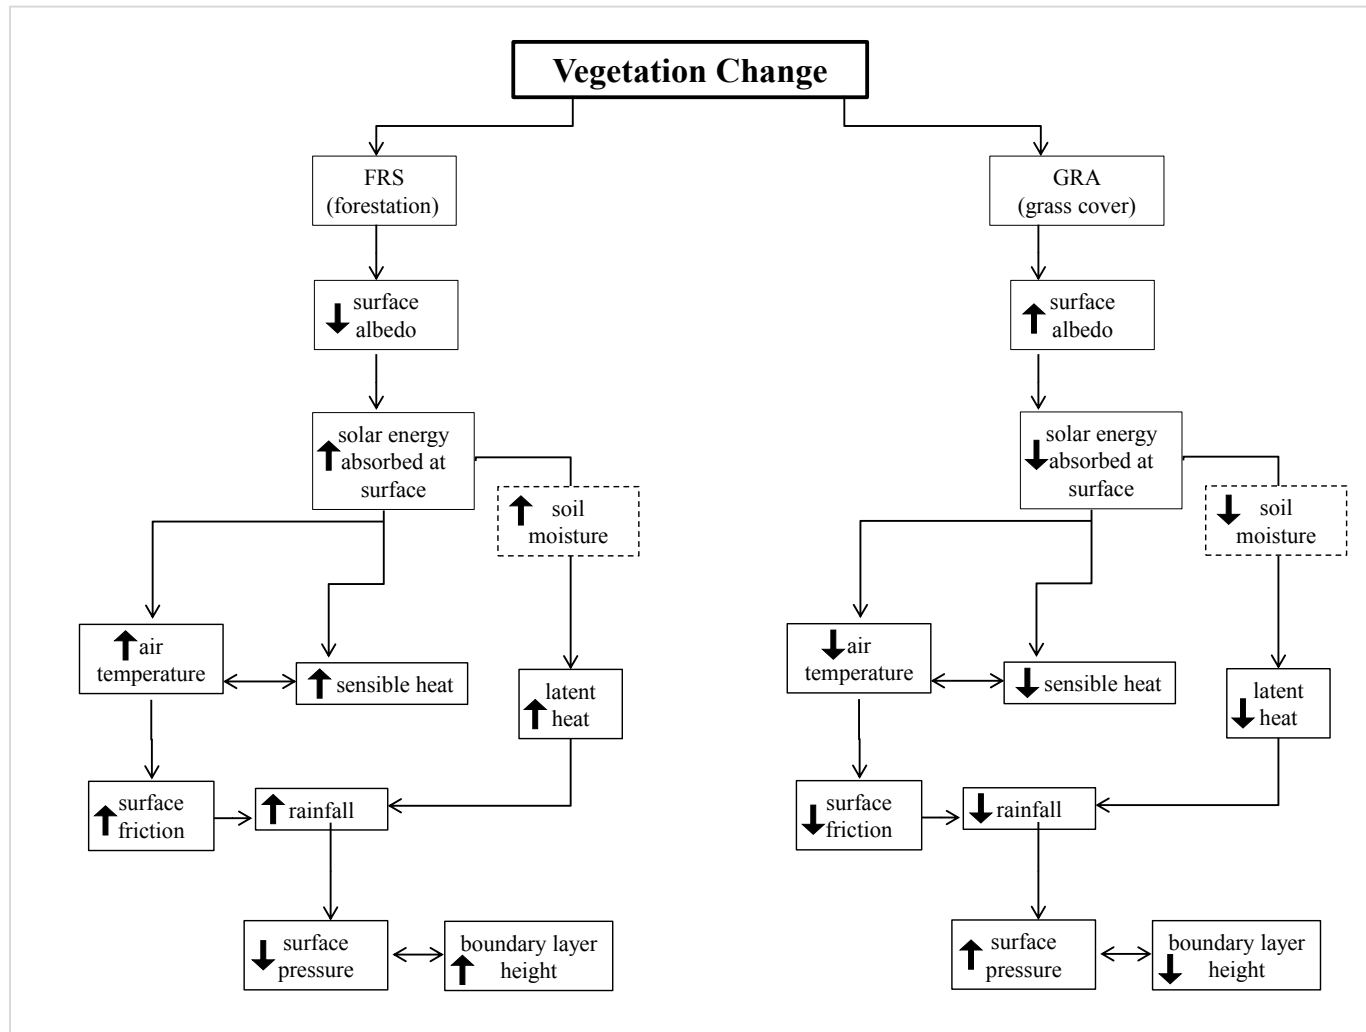 Vegetation Change
FRS
(forestation)
surface
albedo
solar energy
absorbed at
surface
soil
moisture
air
temperature
sensible heat
latent
heat
surface
friction
rainfall
surface
pressure
boundary layer
height
GRA
(grass cover)
surface
albedo
solar energy
absorbed at
surface
soil
moisture
air
temperature
sensible heat
latent
heat
surface
friction
rainfall
surface
pressure
boundary layer
height